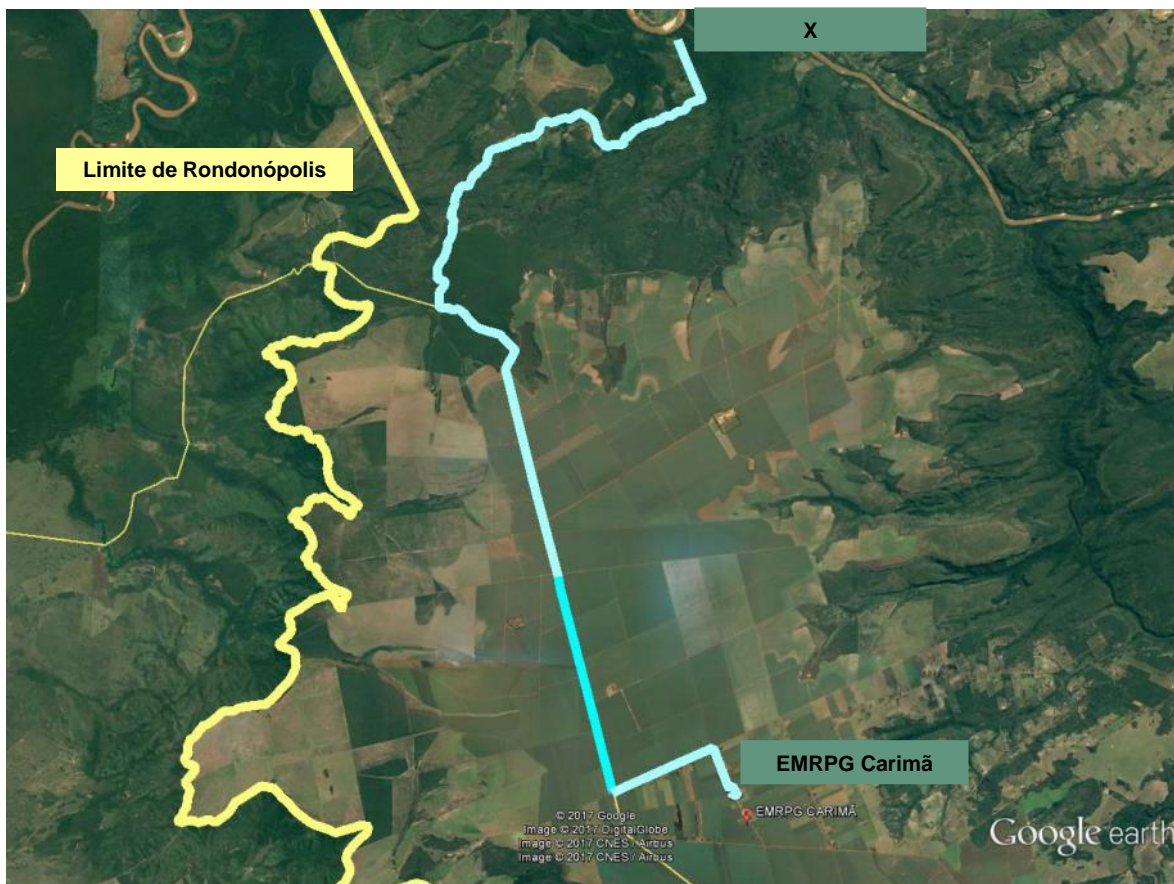 X
Limite de Rondonópolis
EMRPG Carimã
EMRPG CARIMÃ
© 2017 Google
Image © 2017 DigitalGlobe
Image © 2017 CNES / Airbus
Image © 2017 CNES / Airbus
Google earth